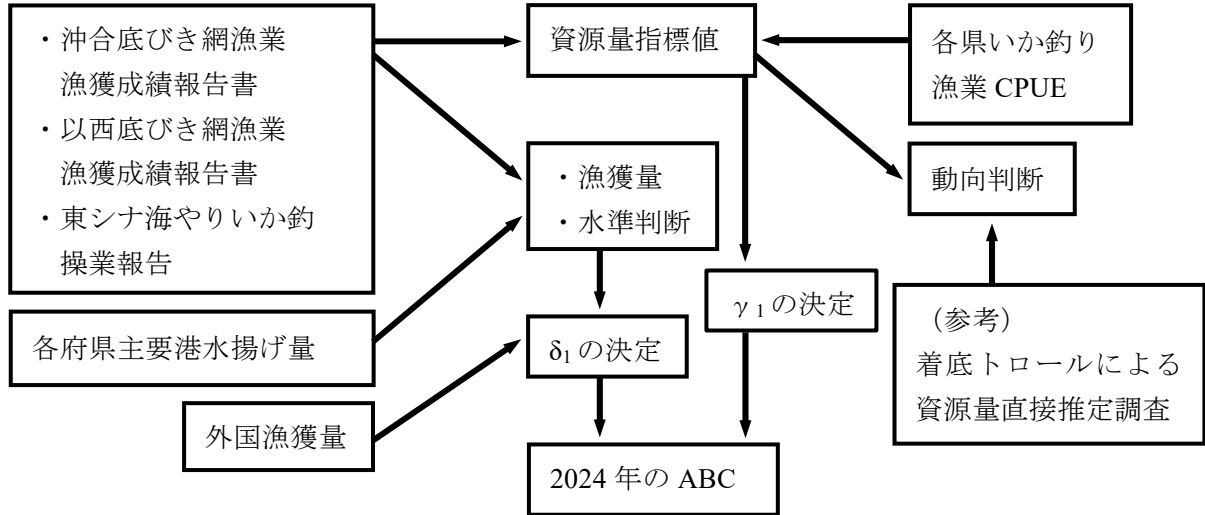 ・沖合底びき網漁業
漁獲成績報告書
・以西底びき網漁業
漁獲成績報告書
・東シナ海やりいか釣
操業報告
資源量指標値
各県いか釣り
漁業 CPUE
・漁獲量
・水準判断
動向判断
各府県主要港水揚げ量
δ1 の決定
γ1 の決定
（参考）
着底トロールによる
資源量直接推定調査
外国漁獲量
2024 年の ABC